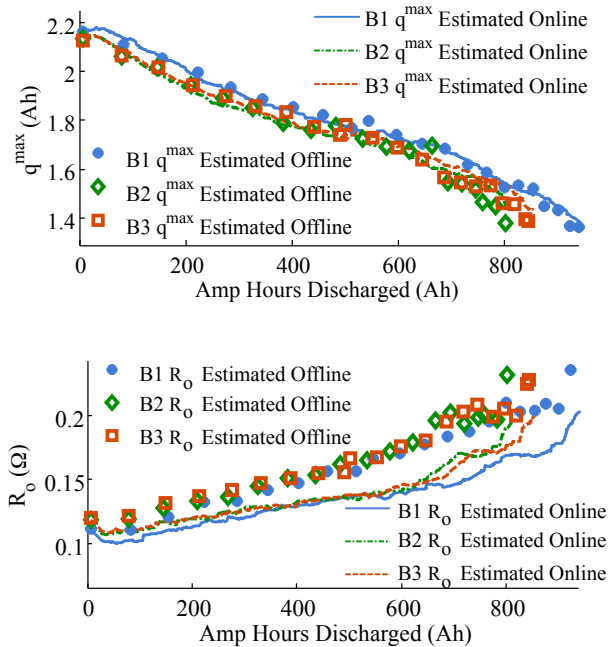 B1 q^max Estimated Online
B2 q^max Estimated Online
B3 q^max Estimated Online
2.2
2
1.8
1.6
1.4
q^max (Ah)
B1 q^max Estimated Offline
B2 q^max Estimated Offline
B3 q^max Estimated Offline
0 200 400 600 800
Amp Hours Discharged (Ah)
B1 R_o Estimated Offline
B2 R_o Estimated Offline
B3 R_o Estimated Offline
0.2
0.15
0.1
R_o (Ω)
B1 R_o Estimated Online
B2 R_o Estimated Online
B3 R_o Estimated Online
0 200 400 600 800
Amp Hours Discharged (Ah)